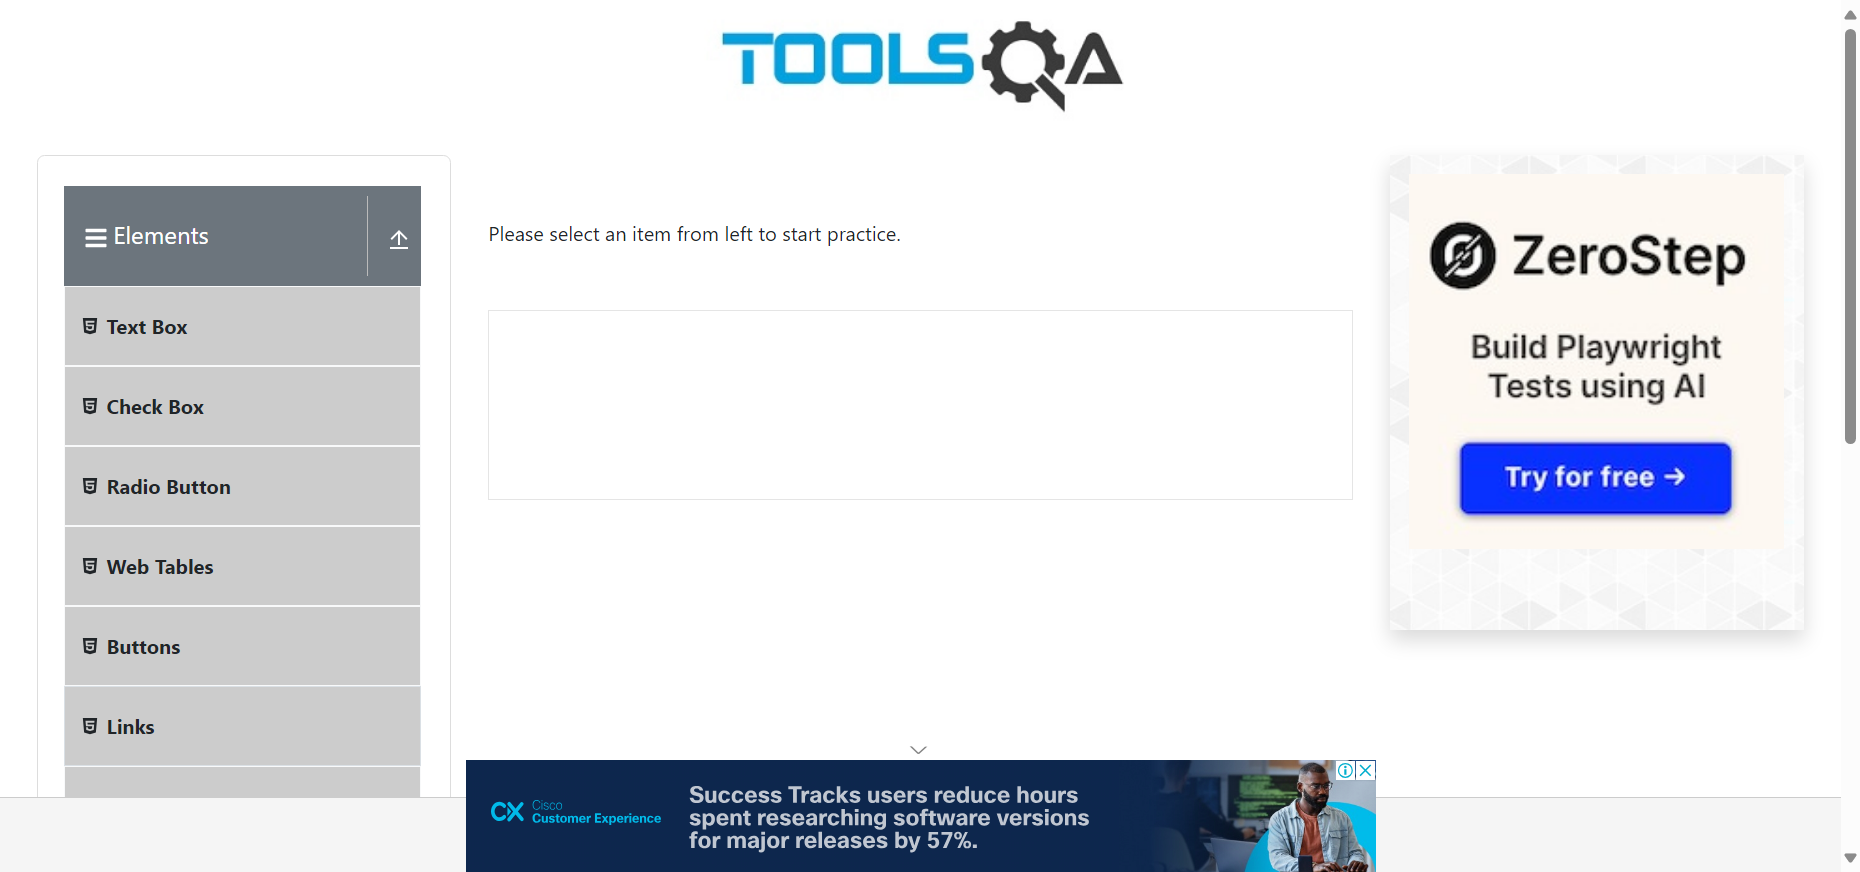 TOOLSQA
Elements
Text Box
Check Box
Radio Button
Web Tables
Buttons
Links
Please select an item from left to start practice.
ZeroStep
Build Playwright
Tests using AI
Try for free →
CX Cisco
Customer Experience
Success Tracks users reduce hours
spent researching software versions
for major releases by 57%.